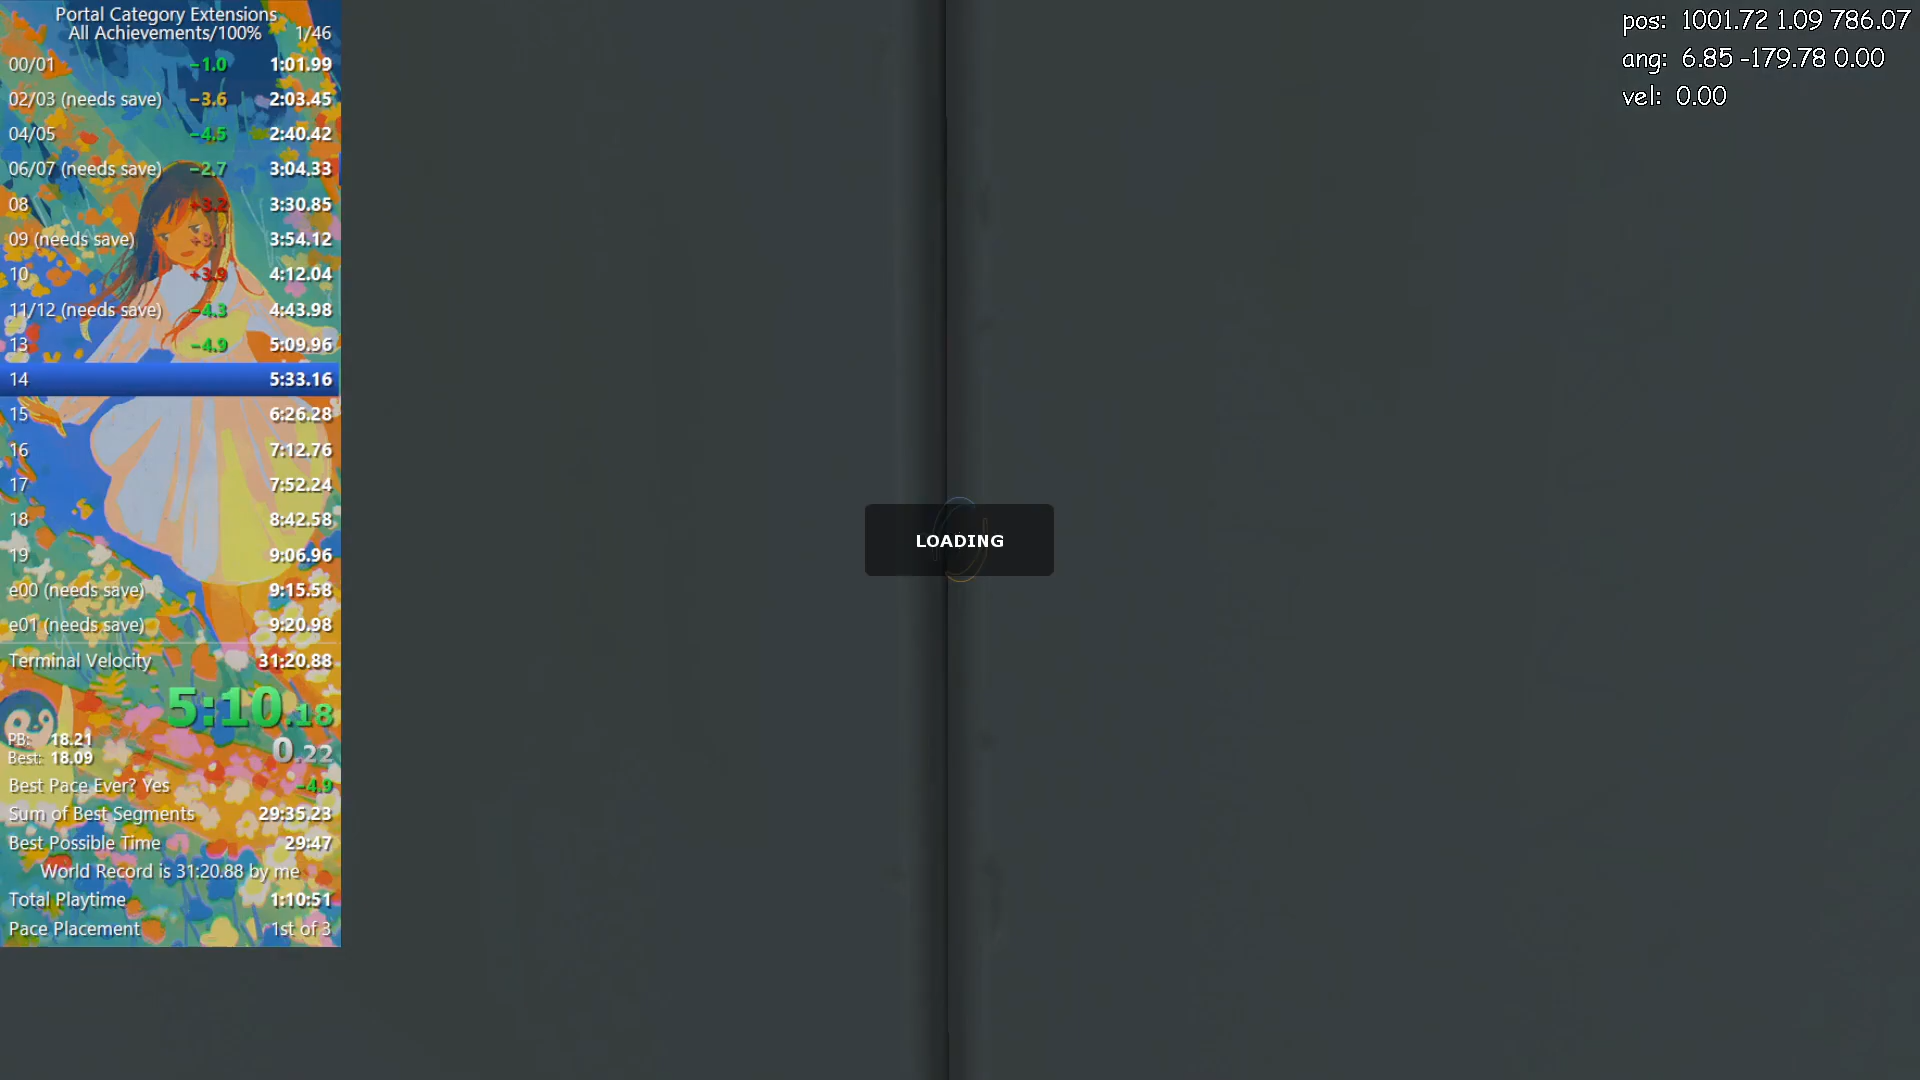 Portal Category Extensions
All Achievements/100% 1/46
00/01 −1.0 1:01.99
02/03 (needs save) −3.6 2:03.45
04/05 −4.5 2:40.42
06/07 (needs save) −2.7 3:04.33
08 +3.2 3:30.85
09 (needs save) +3.1 3:54.12
10 +3.9 4:12.04
11/12 (needs save) −4.3 4:43.98
13 −4.9 5:09.96
14 5:33.16
15 6:26.28
16 7:12.76
17 7:52.24
18 8:42.58
19 9:06.96
e00 (needs save) 9:15.58
e01 (needs save) 9:20.98
Terminal Velocity 31:20.88
5:10.18
PB: 18.21
Best: 18.09
0.22
Best Pace Ever? Yes −4.9
Sum of Best Segments 29:35.23
Best Possible Time 29:47
World Record is 31:20.88 by me
Total Playtime 1:10:51
Pace Placement 1st of 3
LOADING
pos: 1001.72 1.09 786.07
ang: 6.85 -179.78 0.00
vel: 0.00